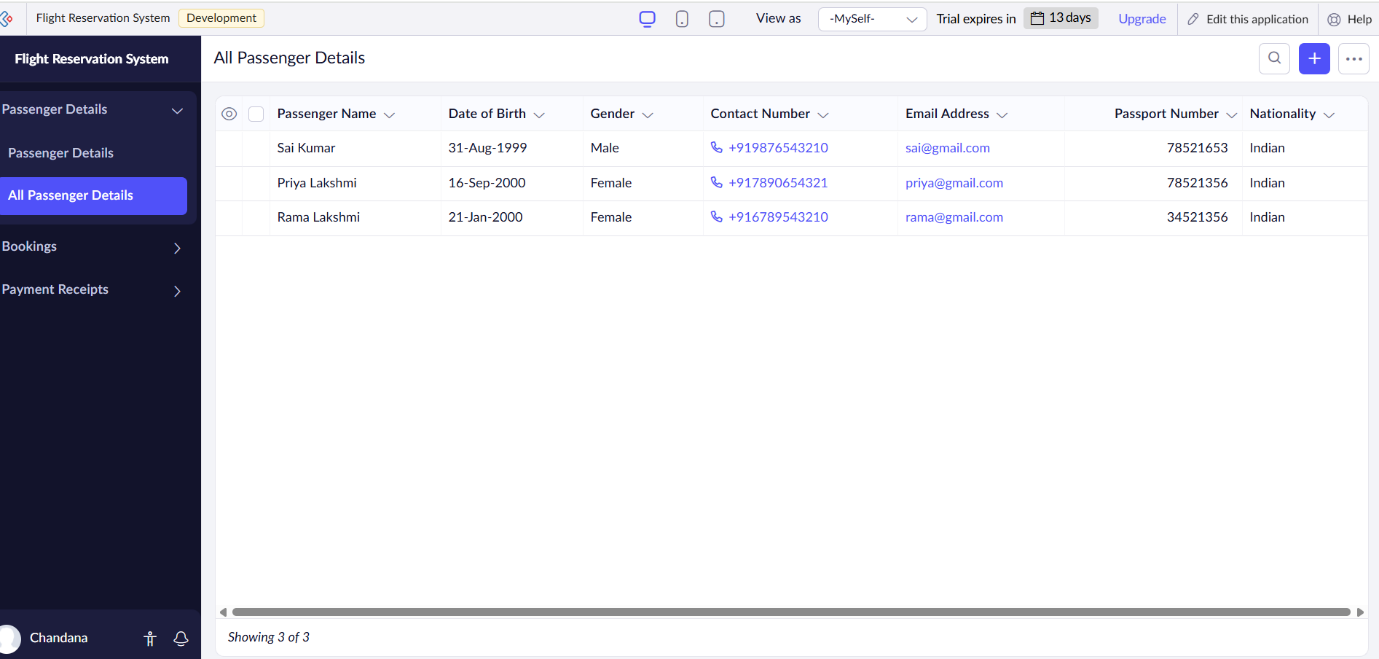 Flight Reservation System Development View as -MySelf- Trial expires in 13 days Upgrade Edit this application Help
Flight Reservation System
All Passenger Details
Passenger Details
Passenger Details
All Passenger Details
Bookings
Payment Receipts
Chandana
Passenger Name Date of Birth Gender Contact Number Email Address Passport Number Nationality
Sai Kumar 31-Aug-1999 Male +919876543210 sai@gmail.com 78521653 Indian
Priya Lakshmi 16-Sep-2000 Female +917890654321 priya@gmail.com 78521356 Indian
Rama Lakshmi 21-Jan-2000 Female +916789543210 rama@gmail.com 34521356 Indian
Showing 3 of 3